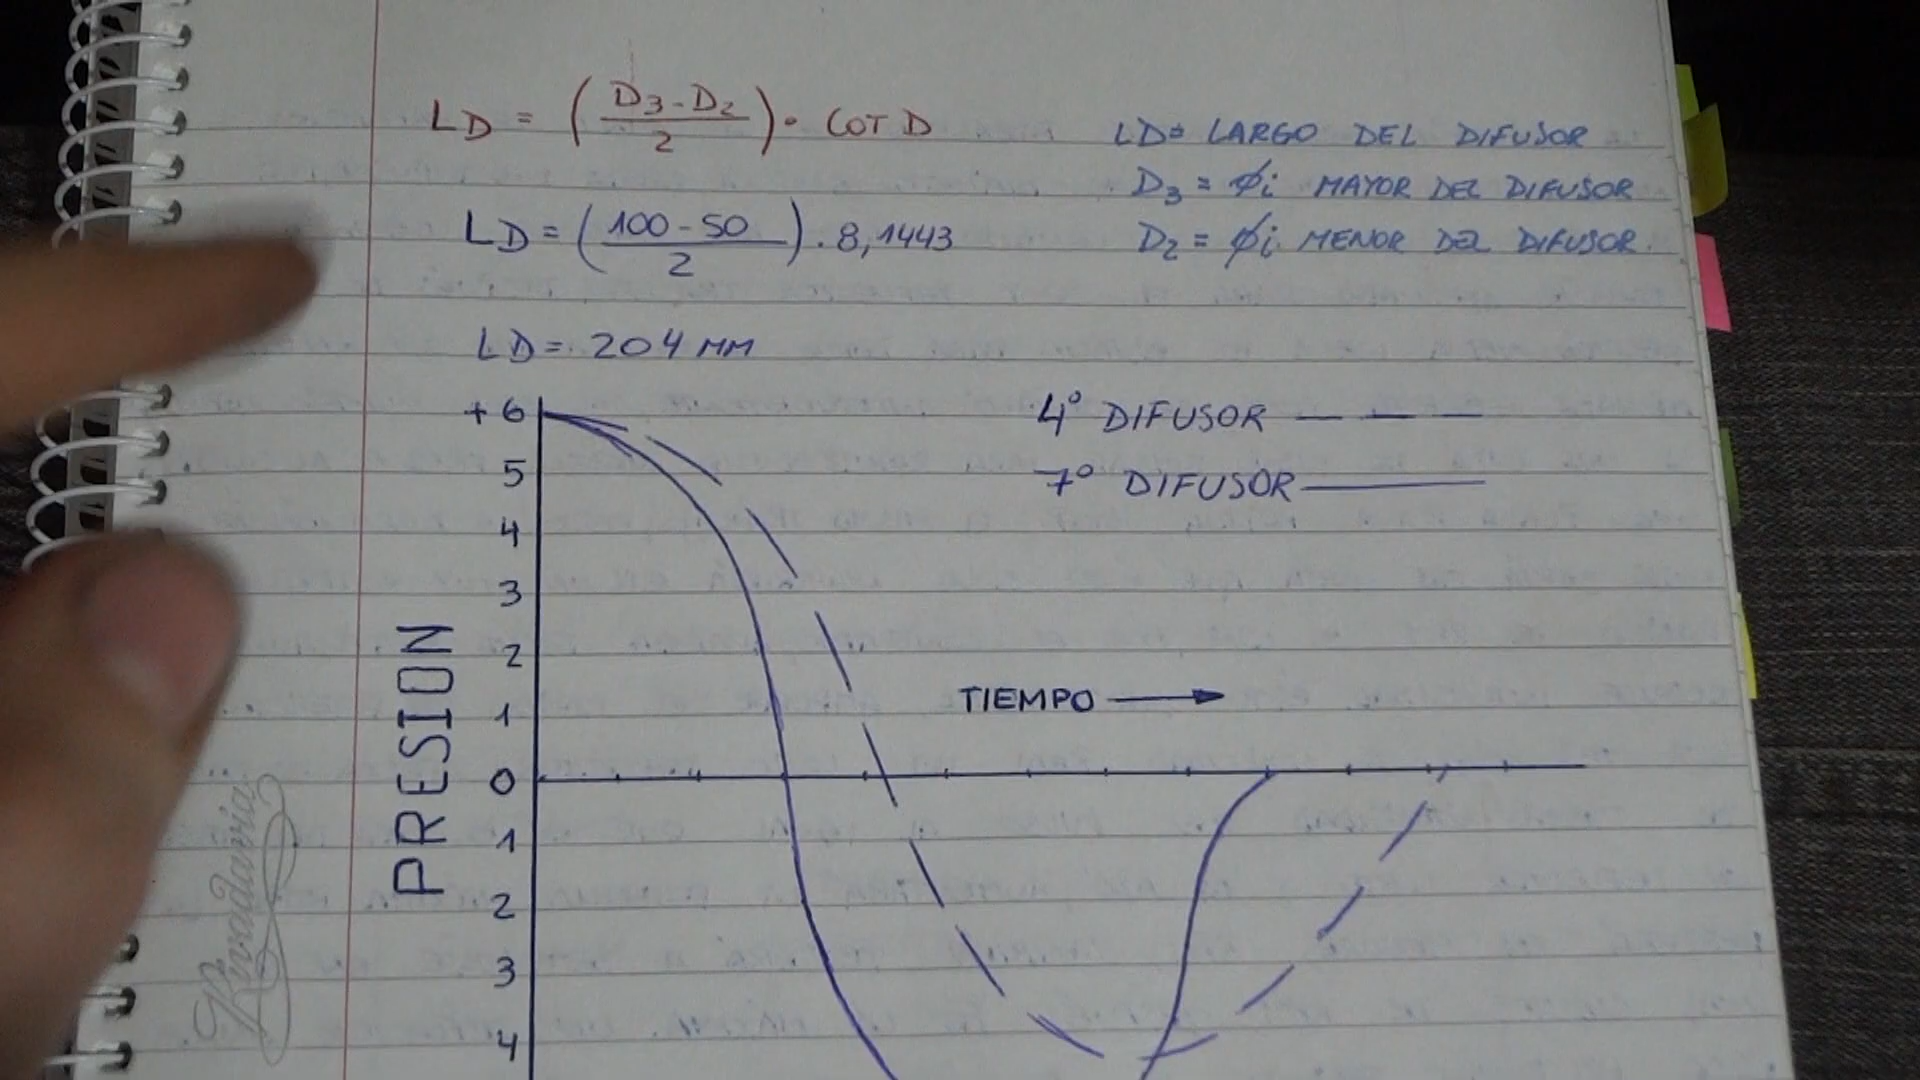 LD = (D3-D2/2) · COT D
LD= LARGO DEL DIFUSOR
D3 = ϕi MAYOR DEL DIFUSOR
LD = (100-50/2) . 8,1443
D2 = ϕi MENOR DEL DIFUSOR.
LD = 204 MM
4° DIFUSOR — — —
7° DIFUSOR ———
+6
5
4
3
2
1
0
1
2
3
4
PRESION
TIEMPO →
Rivadavia